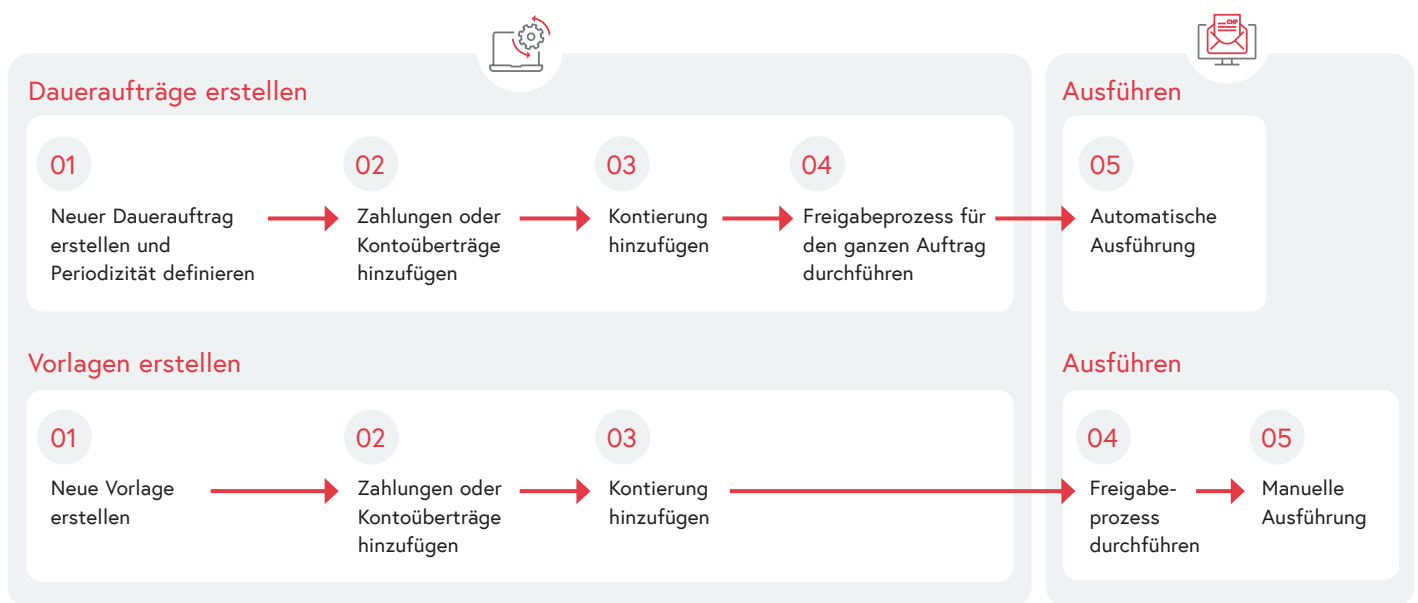 CHF
Daueraufträge erstellen
Ausführen
01
Neuer Dauerauftrag
erstellen und
Periodizität definieren
02
Zahlungen oder
Kontoüberträge
hinzufügen
03
Kontierung
hinzufügen
04
Freigabeprozess für
den ganzen Auftrag
durchführen
05
Automatische
Ausführung
Vorlagen erstellen
Ausführen
01
Neue Vorlage
erstellen
02
Zahlungen oder
Kontoüberträge
hinzufügen
03
Kontierung
hinzufügen
04
Freigabe-
prozess
durchführen
05
Manuelle
Ausführung